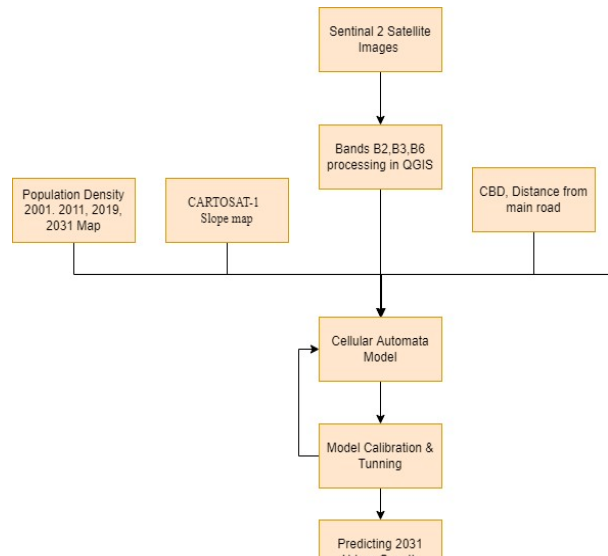 Sentinal 2 Satellite
Images
Bands B2,B3,B6
processing in QGIS
Population Density
2001. 2011, 2019,
2031 Map
CARTOSAT-1
Slope map
CBD, Distance from
main road
Cellular Automata
Model
Model Calibration &
Tunning
Predicting 2031